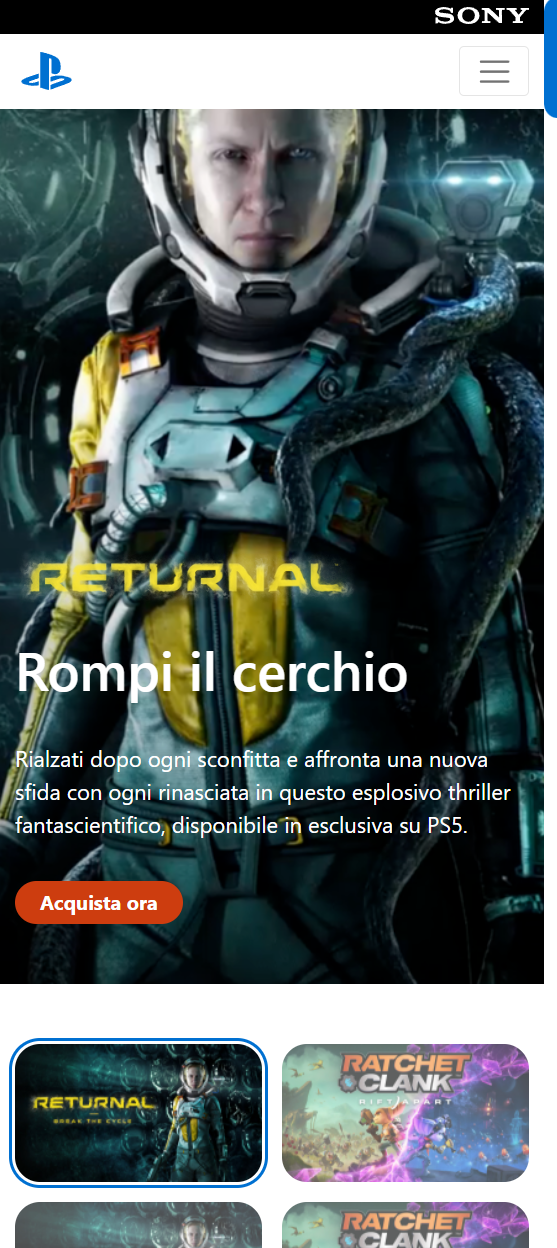 SONY
RETURNAL
Rompi il cerchio
Rialzati dopo ogni sconfitta e affronta una nuova
sfida con ogni rinascita in questo esplosivo thriller
fantascientifico, disponibile in esclusiva su PS5.
Acquista ora
RETURNAL
BREAK THE CYCLE
RATCHET
CLANK
RIFT APART
RATCHET
CLANK